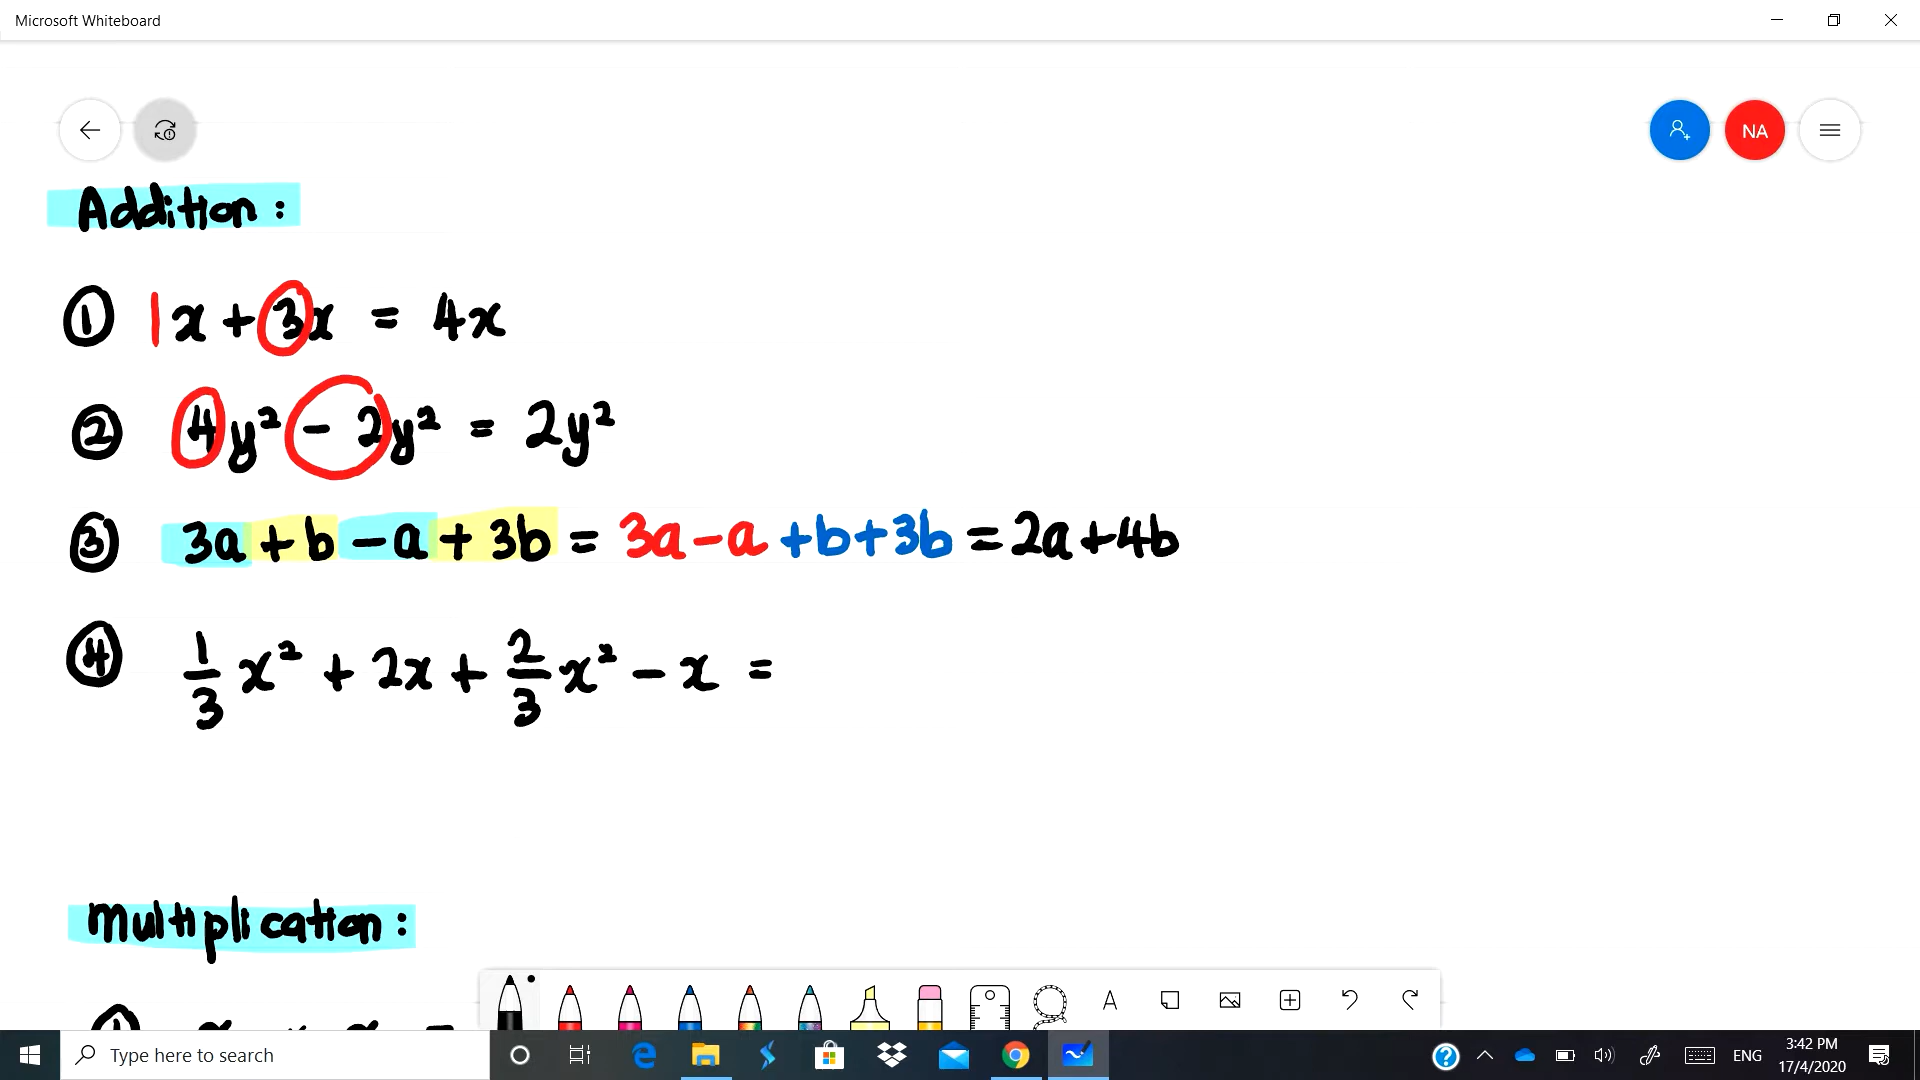 Microsoft Whiteboard
NA
Addition:
① 1x + 3x = 4x
② 4y² - 2y² = 2y²
③ 3a + b - a + 3b = 3a - a + b + 3b = 2a + 4b
④ 1/3 x² + 2x + 2/3 x² - x =
Multiplication:
A
Type here to search
ENG
3:42 PM
17/4/2020